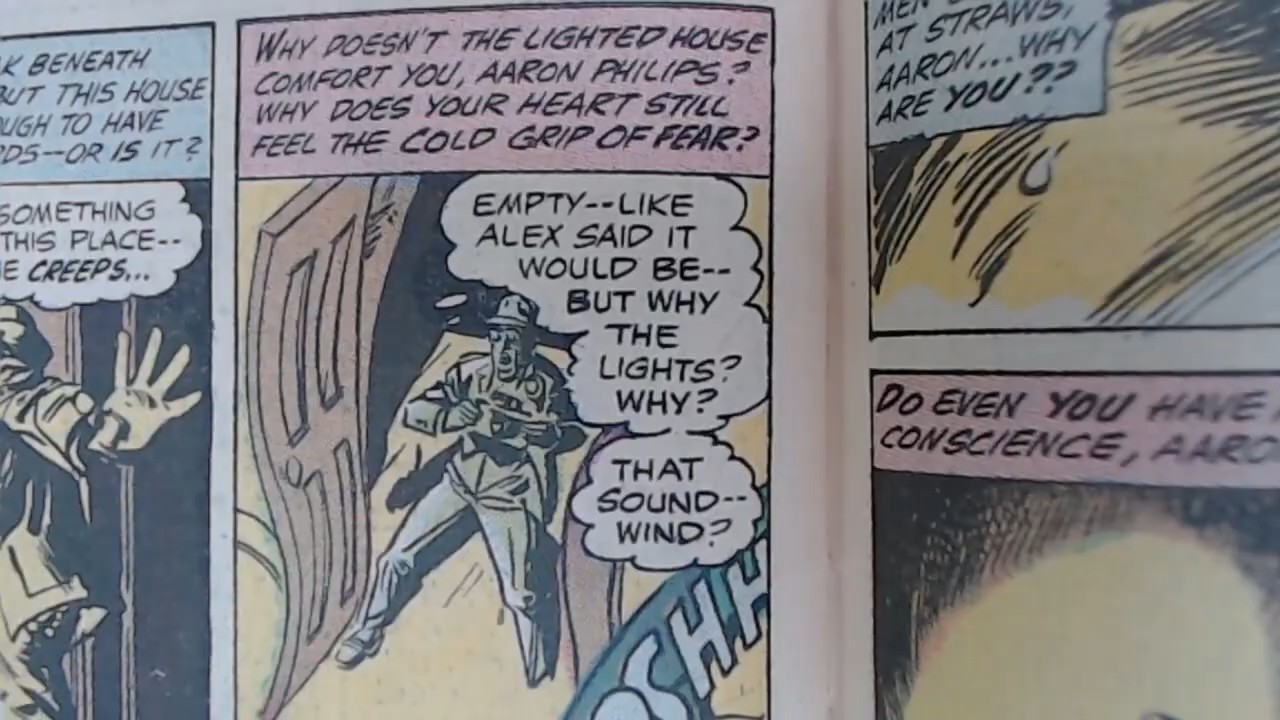 BENEATH
BUT THIS HOUSE
TO HAVE
OR IS IT?
SOMETHING
THIS PLACE--
CREEPS...
WHY DOESN'T THE LIGHTED HOUSE
COMFORT YOU, AARON PHILIPS?
WHY DOES YOUR HEART STILL
FEEL THE COLD GRIP OF FEAR?
EMPTY--LIKE
ALEX SAID IT
WOULD BE--
BUT WHY
THE
LIGHTS?
WHY?
THAT
SOUND--
WIND?
SHH
MEN
AT STRAWS,
AARON...WHY
ARE YOU??
DO EVEN YOU HAVE
CONSCIENCE, AARO